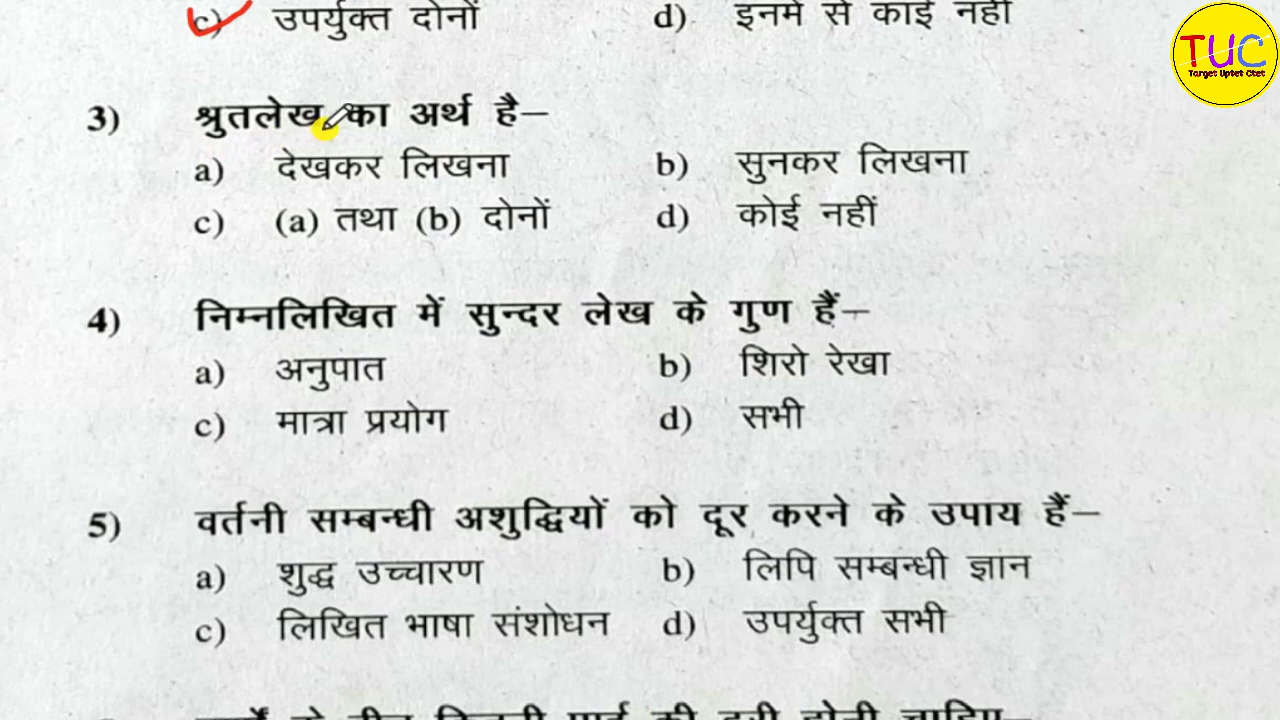 c) उपर्युक्त दोनों d) इनमें से कोई नहीं
TUC
Target Uptet Ctet
3) श्रुतलेख का अर्थ है–
a) देखकर लिखना b) सुनकर लिखना
c) (a) तथा (b) दोनों d) कोई नहीं
4) निम्नलिखित में सुन्दर लेख के गुण हैं–
a) अनुपात b) शिरो रेखा
c) मात्रा प्रयोग d) सभी
5) वर्तनी सम्बन्धी अशुद्धियों को दूर करने के उपाय हैं–
a) शुद्ध उच्चारण b) लिपि सम्बन्धी ज्ञान
c) लिखित भाषा संशोधन d) उपर्युक्त सभी